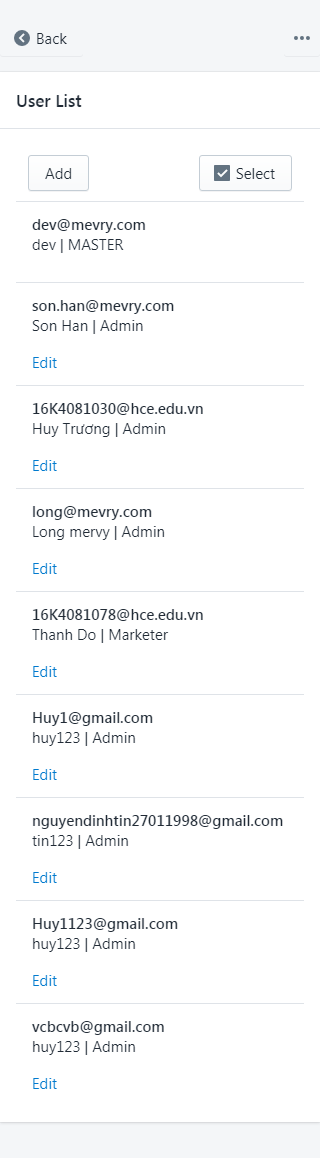 Back
User List
Add
Select
dev@mevry.com
dev | MASTER
son.han@mevry.com
Son Han | Admin
Edit
16K4081030@hce.edu.vn
Huy Trương | Admin
Edit
long@mevry.com
Long mervy | Admin
Edit
16K4081078@hce.edu.vn
Thanh Do | Marketer
Edit
Huy1@gmail.com
huy123 | Admin
Edit
nguyendinhtin27011998@gmail.com
tin123 | Admin
Edit
Huy1123@gmail.com
huy123 | Admin
Edit
vcbcvb@gmail.com
huy123 | Admin
Edit